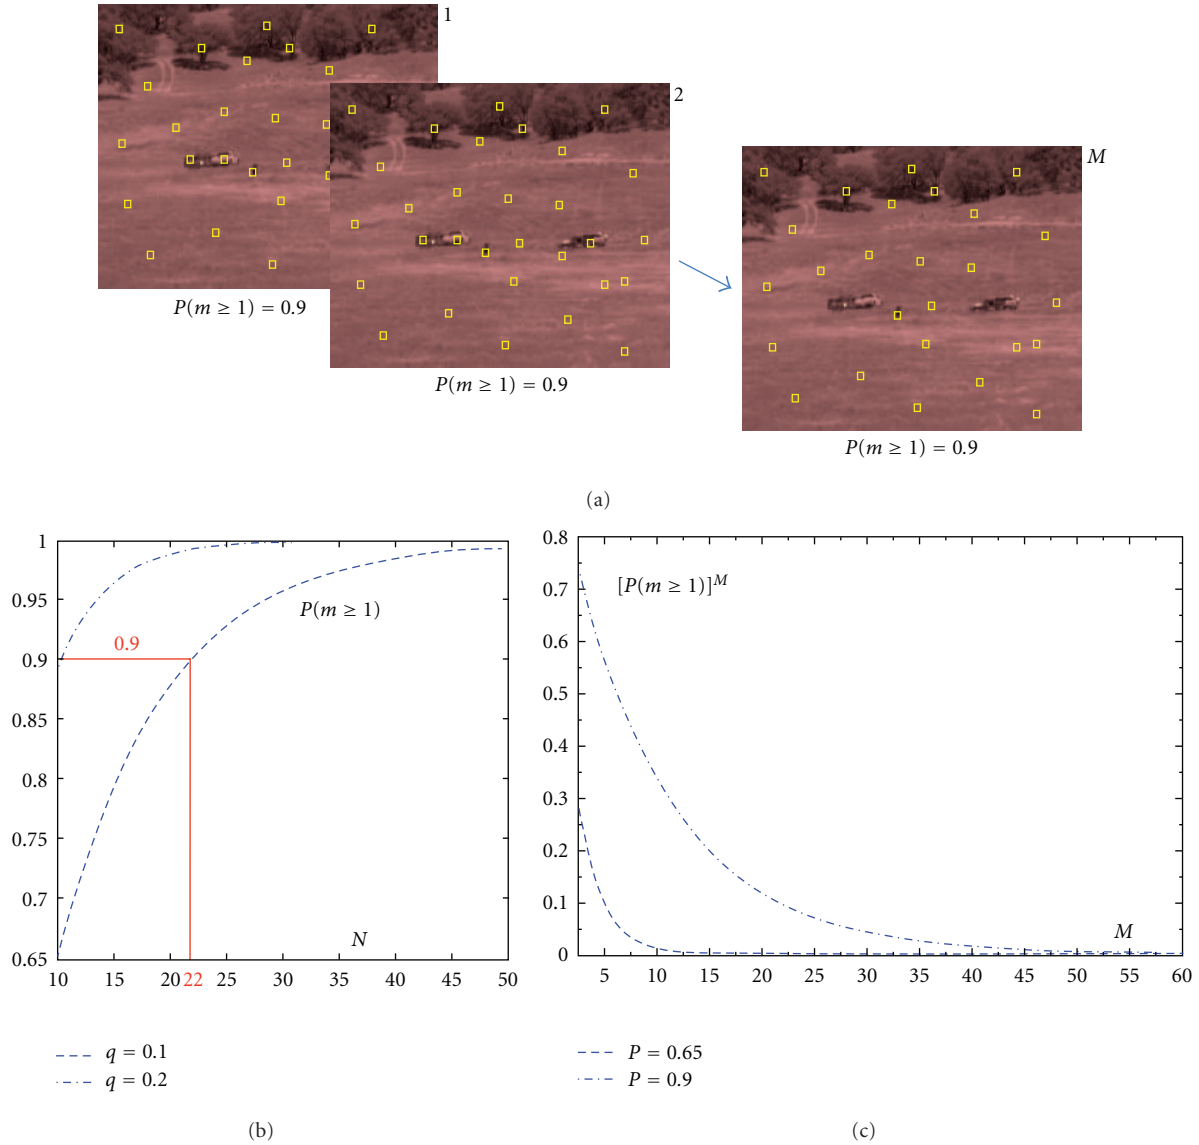 1
2
M
P(m ≥ 1) = 0.9
P(m ≥ 1) = 0.9
P(m ≥ 1) = 0.9
(a)
1
0.95
0.9
0.85
0.8
0.75
0.7
0.65
0.9
P(m ≥ 1)
N
10 15 20 22 25 30 35 40 45 50
q = 0.1
q = 0.2
(b)
0.8
0.7
0.6
0.5
0.4
0.3
0.2
0.1
0
[P(m ≥ 1)]^M
M
5 10 15 20 25 30 35 40 45 50 55 60
P = 0.65
P = 0.9
(c)